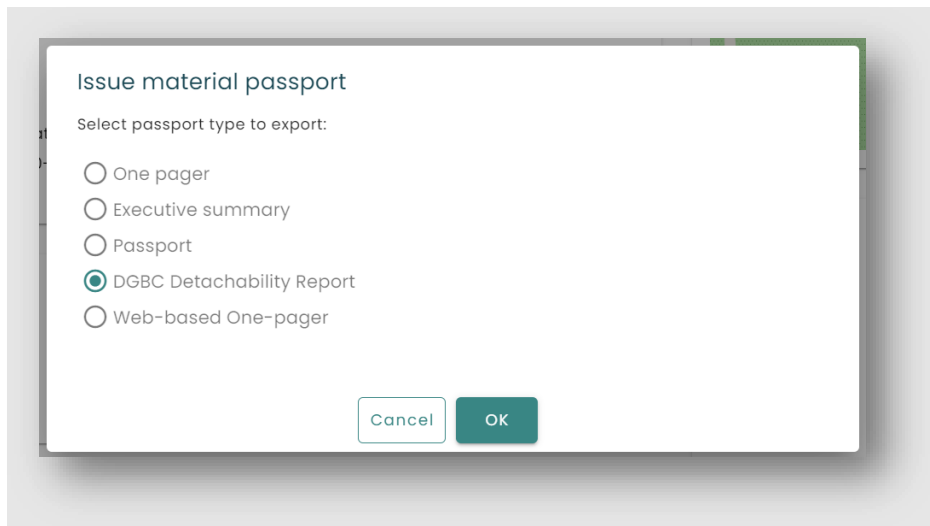 Issue material passport
Select passport type to export:
One pager
Executive summary
Passport
DGBC Detachability Report
Web-based One-pager
Cancel
OK